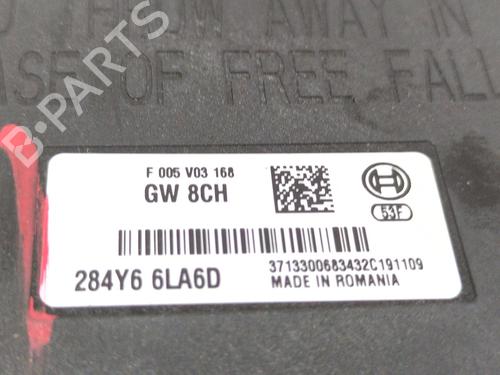 THROW AWAY IN
CASE OF FREE FALL
B-PARTS
F 005 V03 168
GW 8CH
53F
284Y6 6LA6D
3713300683432C191109
MADE IN ROMANIA